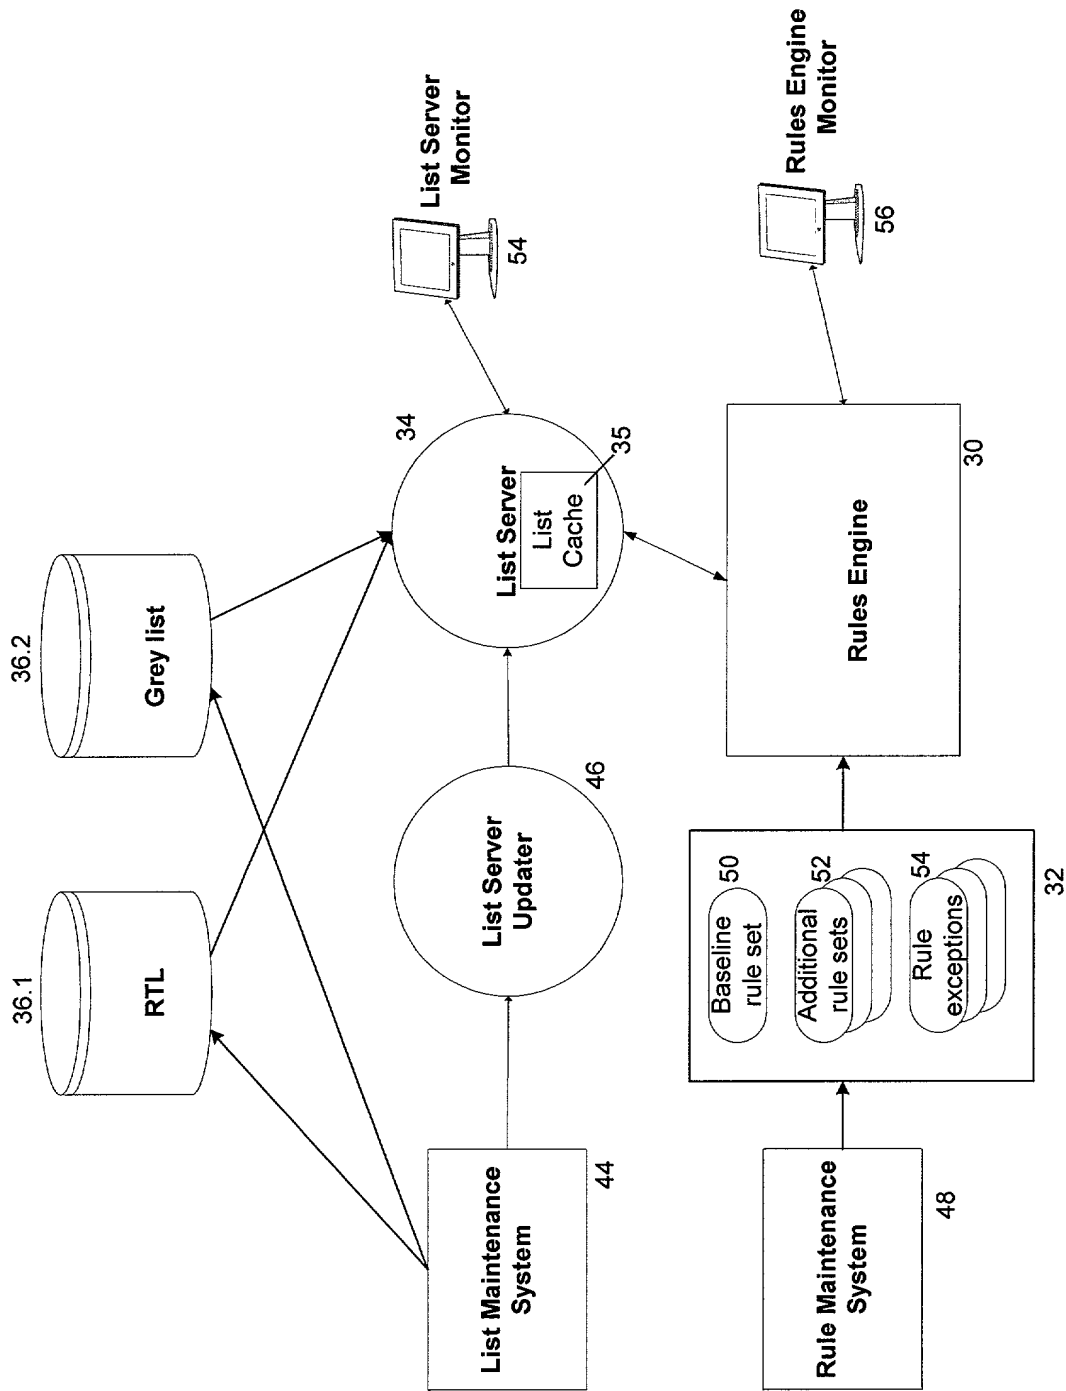 36.1
RTL
36.2
Grey list
List Maintenance
System
44
List Server
Updater
46
34
List Server
List
Cache
35
List Server
Monitor
54
Rule Maintenance
System
48
Baseline
rule set
50
Additional
rule sets
52
Rule
exceptions
54
32
Rules Engine
30
Rules Engine
Monitor
56